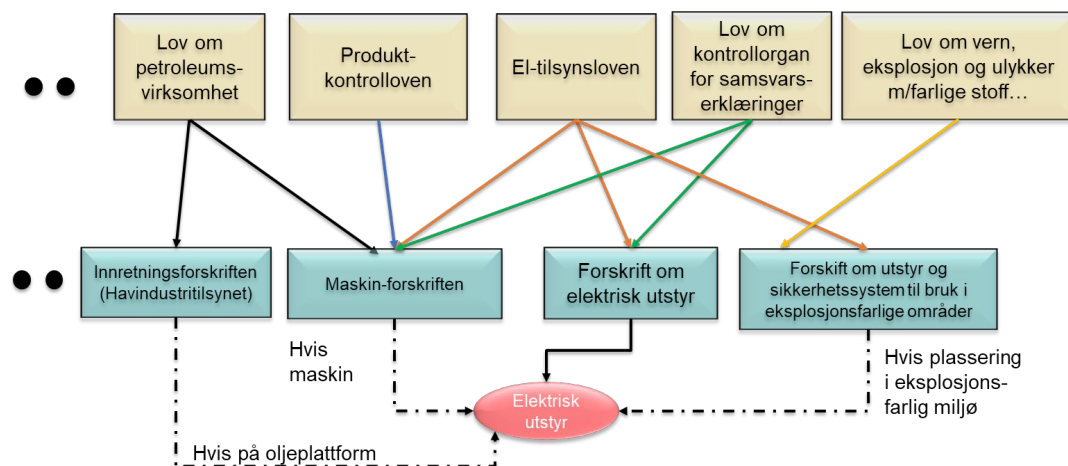 Lov om
petroleums-
virksomhet
Produkt-
kontrolloven
El-tilsynsloven
Lov om
kontrollorgan
for samsvars-
erklæringer
Lov om vern,
eksplosjon og ulykker
m/farlige stoff…
Innretningsforskriften
(Havindustritilsynet)
Maskin-forskriften
Forskrift om
elektrisk utstyr
Forskift om utstyr og
sikkerhetssystem til bruk i
eksplosjonsfarlige områder
Hvis
maskin
Hvis plassering
i eksplosjons-
farlig miljø
Elektrisk
utstyr
Hvis på oljeplattform